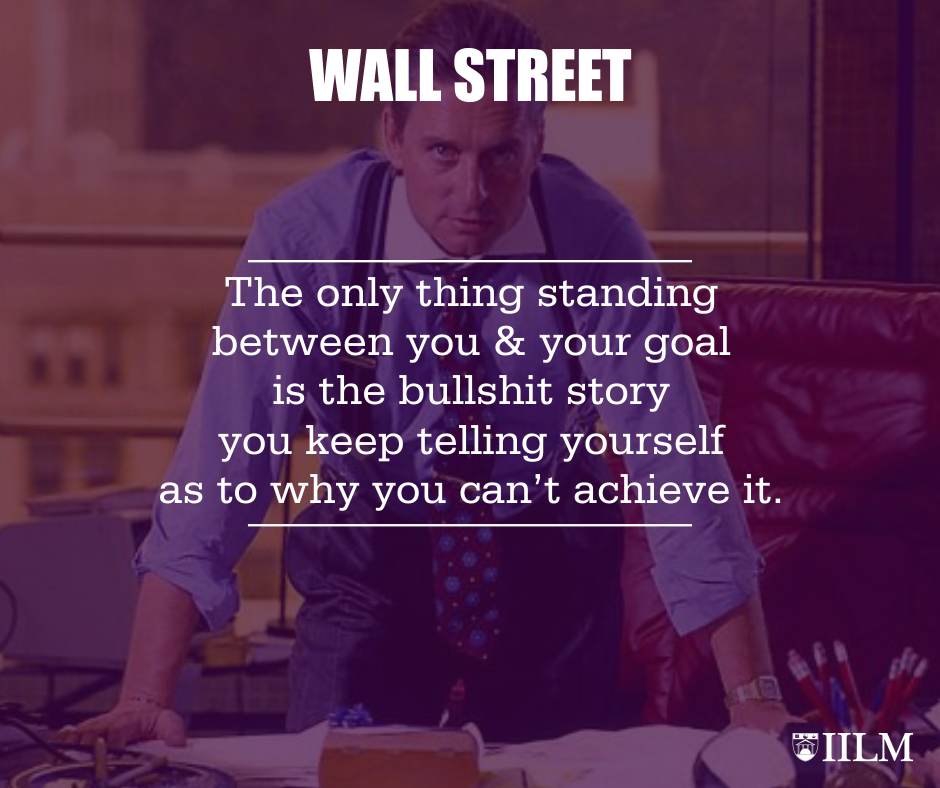 WALL STREET
The only thing standing
between you & your goal
is the bullshit story
you keep telling yourself
as to why you can’t achieve it.
IILM